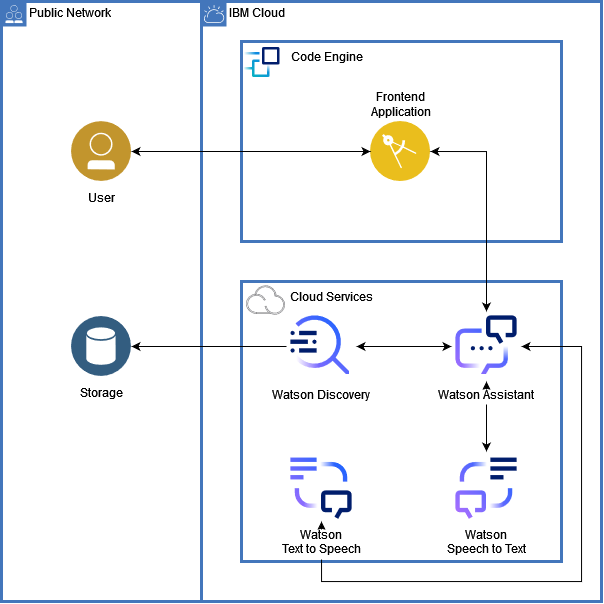 Public Network
IBM Cloud
Code Engine
Frontend
Application
User
Cloud Services
Storage
Watson Discovery
Watson Assistant
Watson
Text to Speech
Watson
Speech to Text